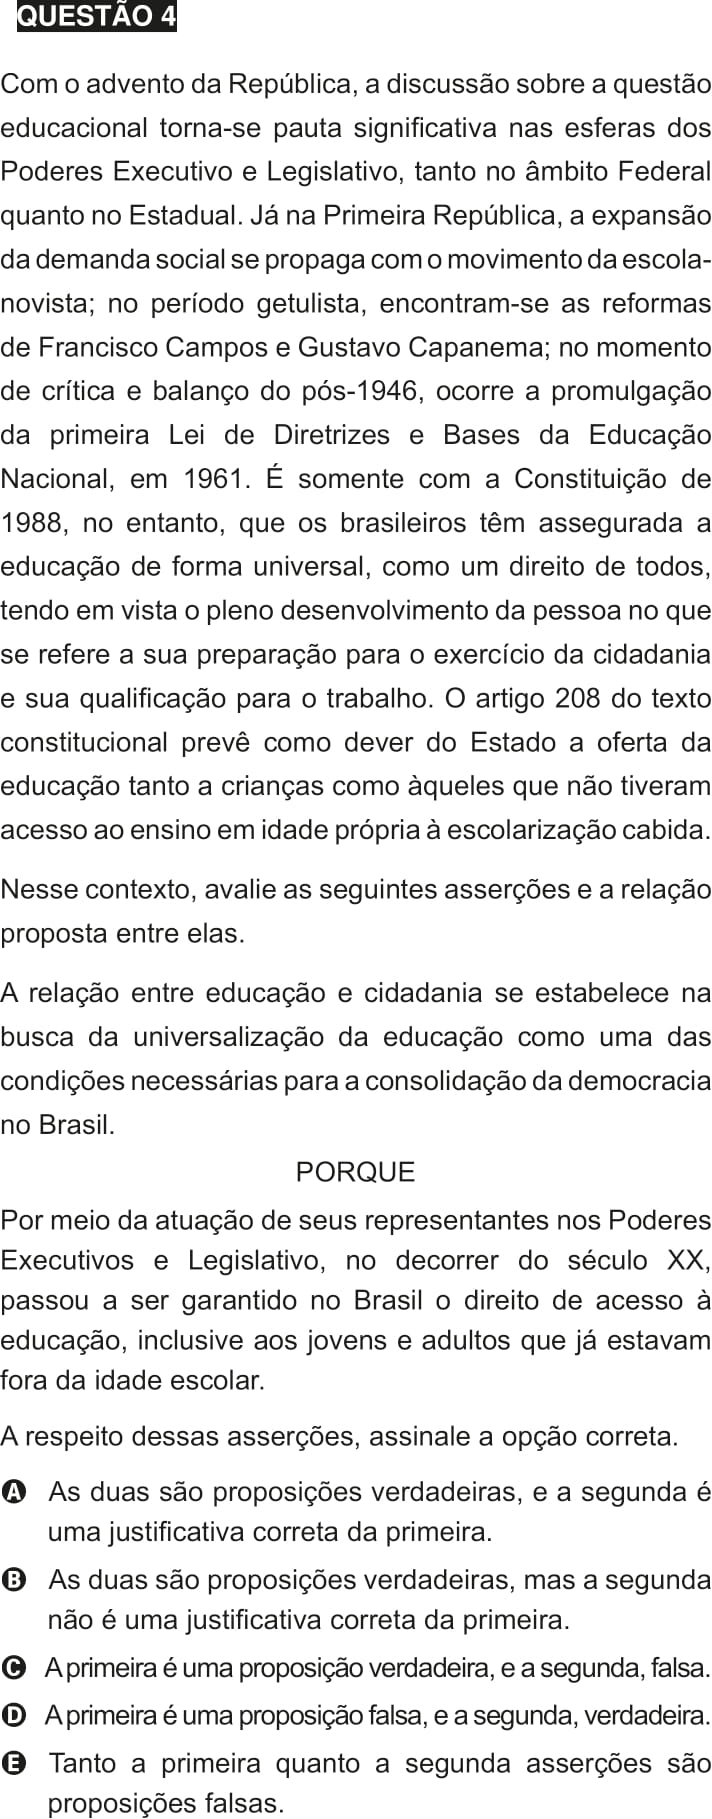 QUESTÃO 4
Com o advento da República, a discussão sobre a questão
educacional torna-se pauta significativa nas esferas dos
Poderes Executivo e Legislativo, tanto no âmbito Federal
quanto no Estadual. Já na Primeira República, a expansão
da demanda social se propaga com o movimento da escola-
novista; no período getulista, encontram-se as reformas
de Francisco Campos e Gustavo Capanema; no momento
de crítica e balanço do pós-1946, ocorre a promulgação
da primeira Lei de Diretrizes e Bases da Educação
Nacional, em 1961. É somente com a Constituição de
1988, no entanto, que os brasileiros têm assegurada a
educação de forma universal, como um direito de todos,
tendo em vista o pleno desenvolvimento da pessoa no que
se refere a sua preparação para o exercício da cidadania
e sua qualificação para o trabalho. O artigo 208 do texto
constitucional prevê como dever do Estado a oferta da
educação tanto a crianças como àqueles que não tiveram
acesso ao ensino em idade própria à escolarização cabida.
Nesse contexto, avalie as seguintes asserções e a relação
proposta entre elas.
A relação entre educação e cidadania se estabelece na
busca da universalização da educação como uma das
condições necessárias para a consolidação da democracia
no Brasil.
PORQUE
Por meio da atuação de seus representantes nos Poderes
Executivos e Legislativo, no decorrer do século XX,
passou a ser garantido no Brasil o direito de acesso à
educação, inclusive aos jovens e adultos que já estavam
fora da idade escolar.
A respeito dessas asserções, assinale a opção correta.
A As duas são proposições verdadeiras, e a segunda é
uma justificativa correta da primeira.
B As duas são proposições verdadeiras, mas a segunda
não é uma justificativa correta da primeira.
C A primeira é uma proposição verdadeira, e a segunda, falsa.
D A primeira é uma proposição falsa, e a segunda, verdadeira.
E Tanto a primeira quanto a segunda asserções são
proposições falsas.